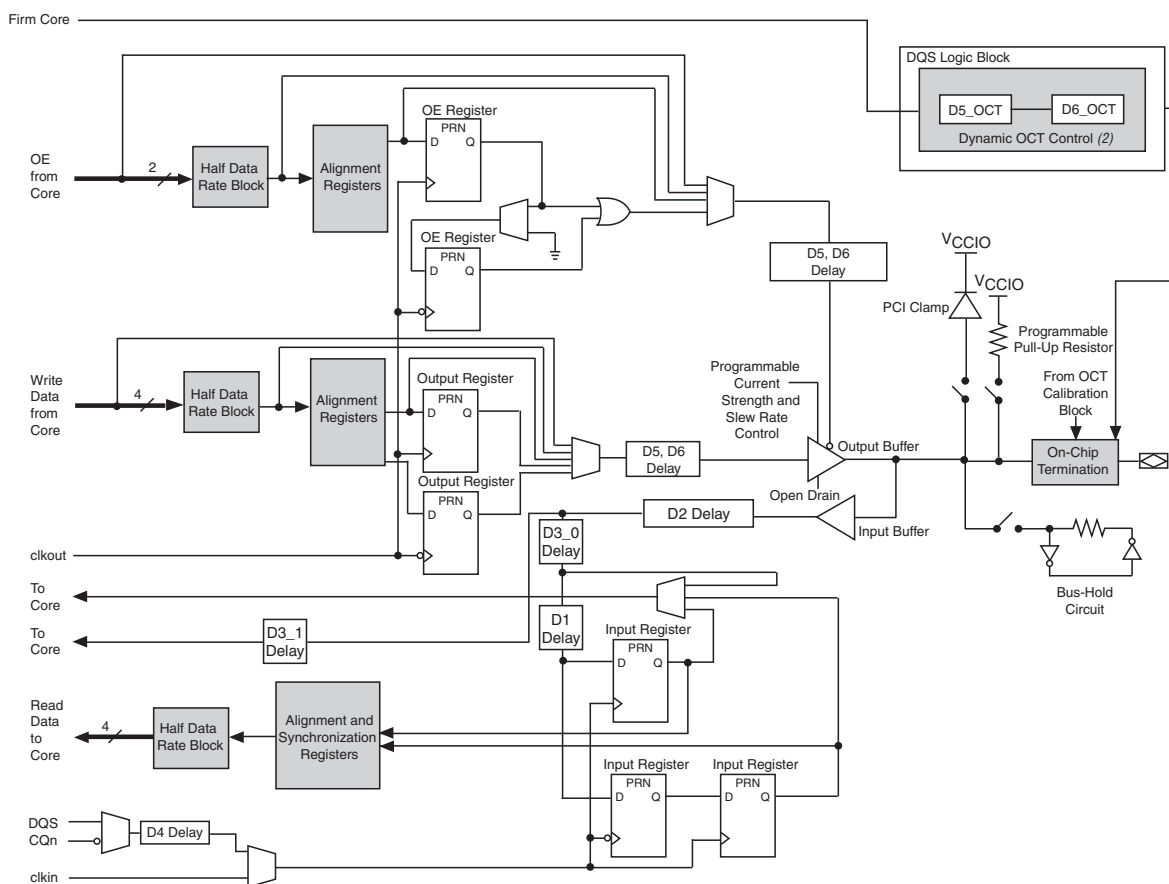 Firm Core
DQS Logic Block
D5_OCT
D6_OCT
Dynamic OCT Control (2)
OE Register
PRN
D
Q
OE
from
Core
2
Half Data
Rate Block
Alignment
Registers
OE Register
PRN
D
Q
D5, D6
Delay
VCCIO
VCCIO
PCI Clamp
Programmable
Pull-Up Resistor
From OCT
Calibration
Block
On-Chip
Termination
Write
Data
from
Core
4
Half Data
Rate Block
Alignment
Registers
Output Register
PRN
D
Q
Output Register
PRN
D
Q
D5, D6
Delay
Programmable
Current
Strength and
Slew Rate
Control
Output Buffer
Open Drain
Input Buffer
D2 Delay
D3_0
Delay
clkout
To
Core
D1
Delay
To
Core
D3_1
Delay
Bus-Hold
Circuit
Input Register
PRN
D
Q
Read
Data
to
Core
4
Half Data
Rate Block
Alignment and
Synchronization
Registers
Input Register
PRN
D
Q
Input Register
PRN
D
Q
DQS
CQn
D4 Delay
clkin